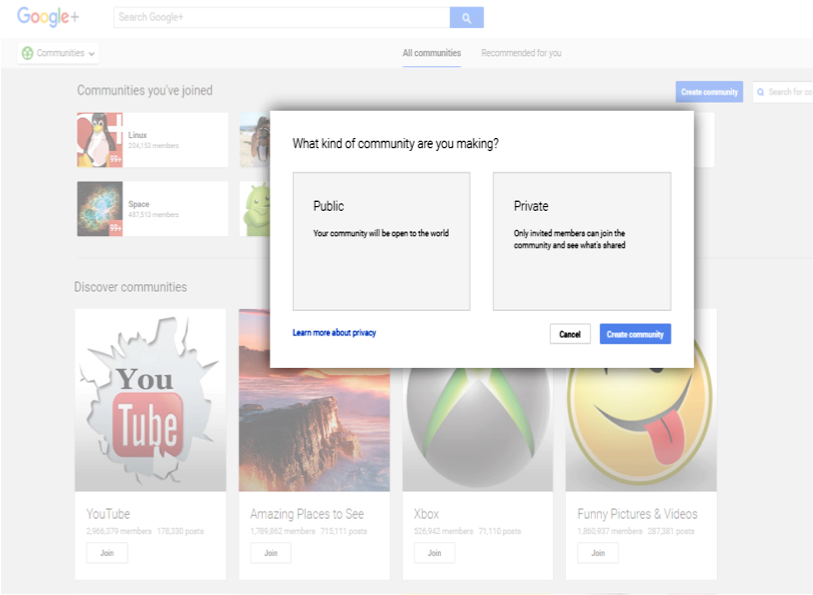 Google+
Search Google+
Communities
All communities
Recommended for you
Communities you've joined
Create community
Search for co
Linux
204,153 members
99+
Space
487,513 members
99+
What kind of community are you making?
Public
Your community will be open to the world
Private
Only invited members can join the
community and see what's shared
Learn more about privacy
Cancel
Create community
Discover communities
You
Tube
YouTube
2,966,379 members 178,330 posts
Join
Amazing Places to See
1,789,862 members 715,111 posts
Join
Xbox
526,942 members 71,110 posts
Join
Funny Pictures & Videos
1,860,937 members 287,381 posts
Join